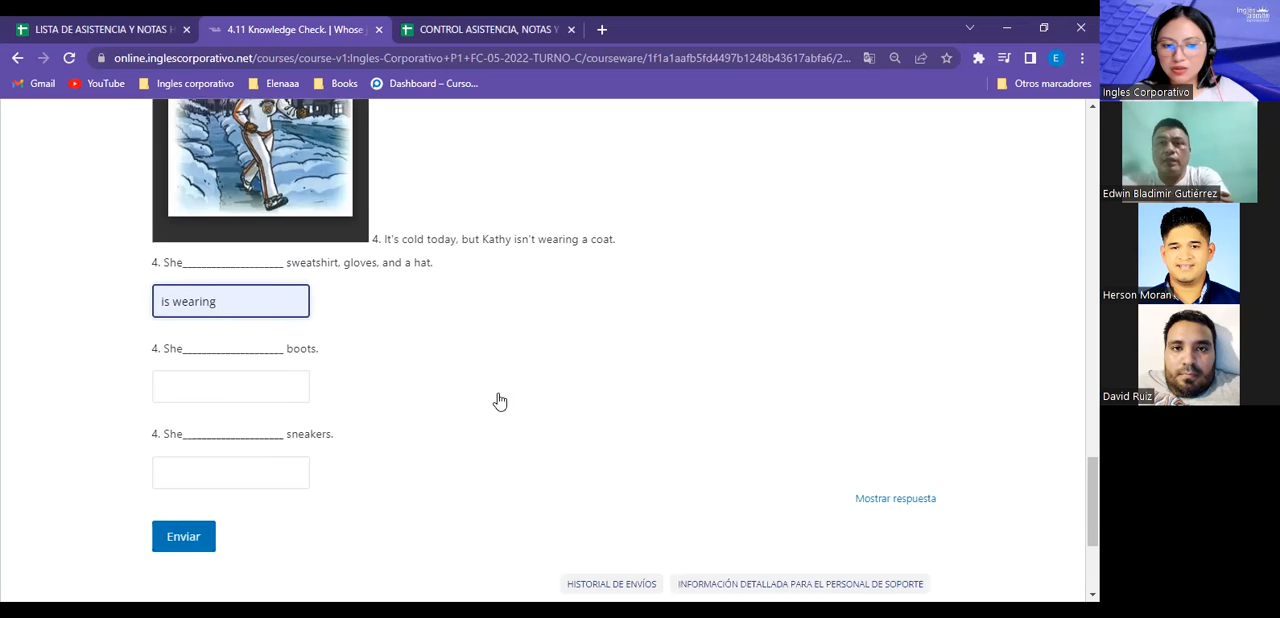 LISTA DE ASISTENCIA Y NOTAS
4.11 Knowledge Check. | Whose
CONTROL ASISTENCIA, NOTAS Y
online.inglescorporativo.net/courses/course-v1:Ingles-Corporativo+P1+FC-05-2022-TURNO-C/courseware/1f1a1aafb5fd4497b1248b43617abfa6/2...
E
Gmail
YouTube
Ingles corporativo
Elenaaa
Books
Dashboard – Curso...
Otros marcadores
4. It's cold today, but Kathy isn't wearing a coat.
4. She____________________ sweatshirt, gloves, and a hat.
is wearing
4. She____________________ boots.
4. She____________________ sneakers.
Mostrar respuesta
Enviar
HISTORIAL DE ENVÍOS
INFORMACIÓN DETALLADA PARA EL PERSONAL DE SOPORTE
Ingles
Ingles Corporativo
Edwin Bladimir Gutiérrez
Herson Moran
David Ruiz